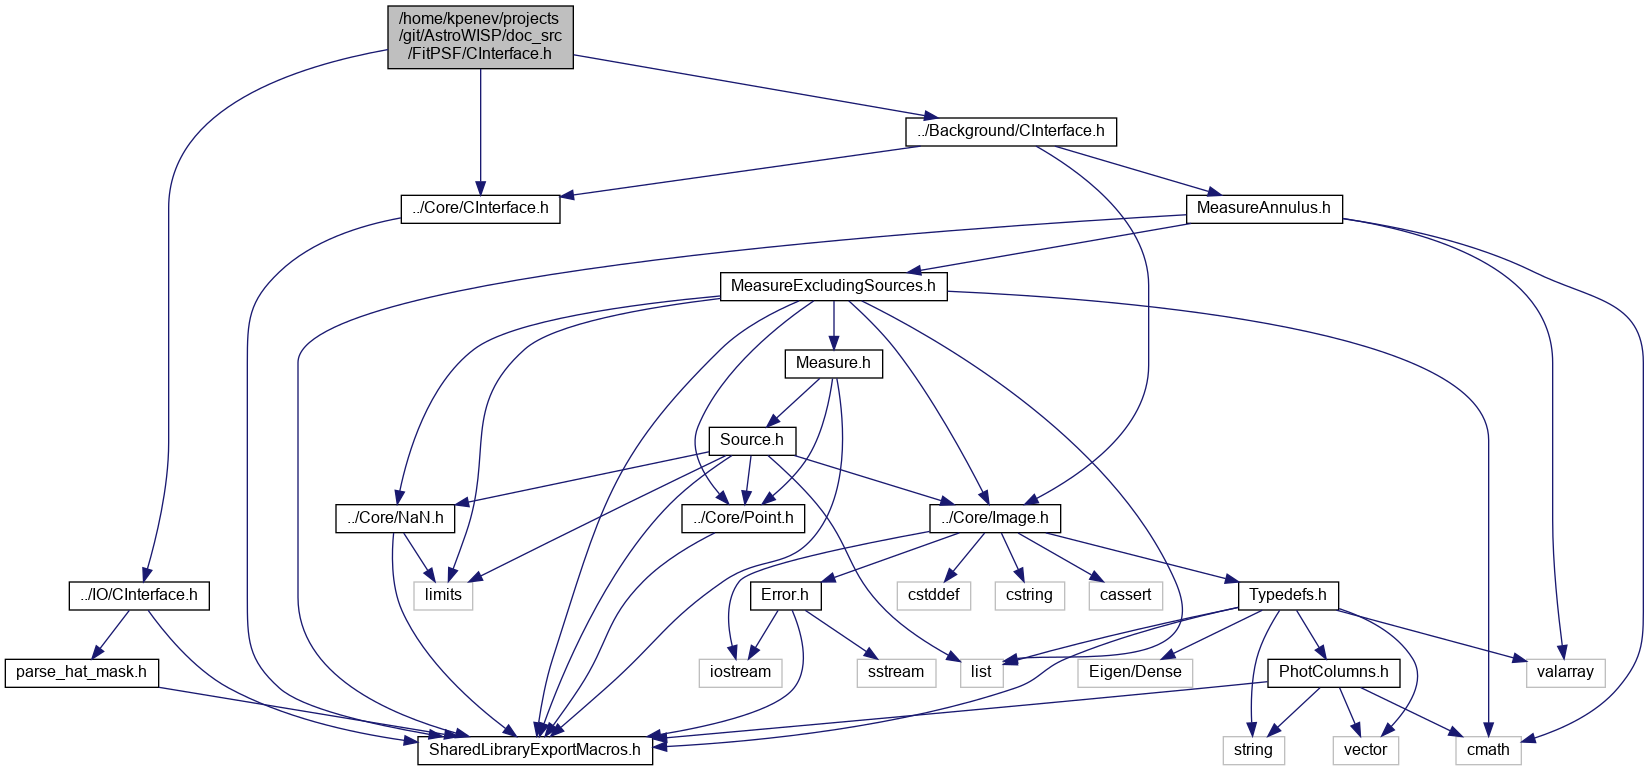 /home/kpenev/projects
/git/AstroWISP/doc_src
/FitPSF/CInterface.h
../Background/CInterface.h
../Core/CInterface.h
MeasureAnnulus.h
MeasureExcludingSources.h
Measure.h
Source.h
../Core/NaN.h
../Core/Point.h
../Core/Image.h
../IO/CInterface.h
limits
Error.h
cstddef
cstring
cassert
Typedefs.h
parse_hat_mask.h
iostream
sstream
list
Eigen/Dense
PhotColumns.h
valarray
SharedLibraryExportMacros.h
string
vector
cmath